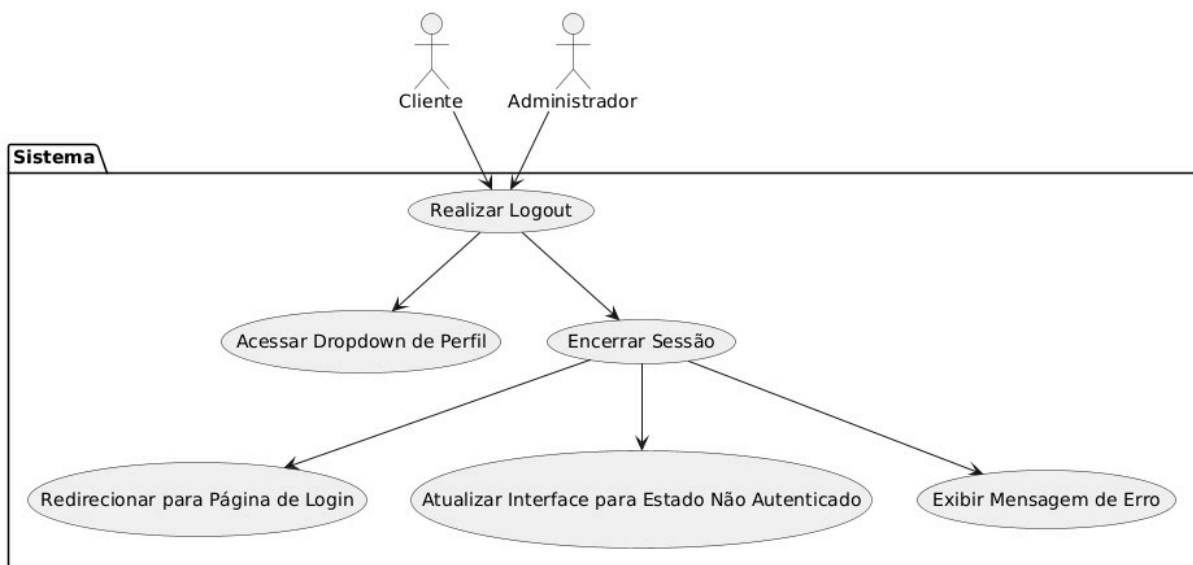 Cliente
Administrador
Sistema
Realizar Logout
Acessar Dropdown de Perfil
Encerrar Sessão
Redirecionar para Página de Login
Atualizar Interface para Estado Não Autenticado
Exibir Mensagem de Erro